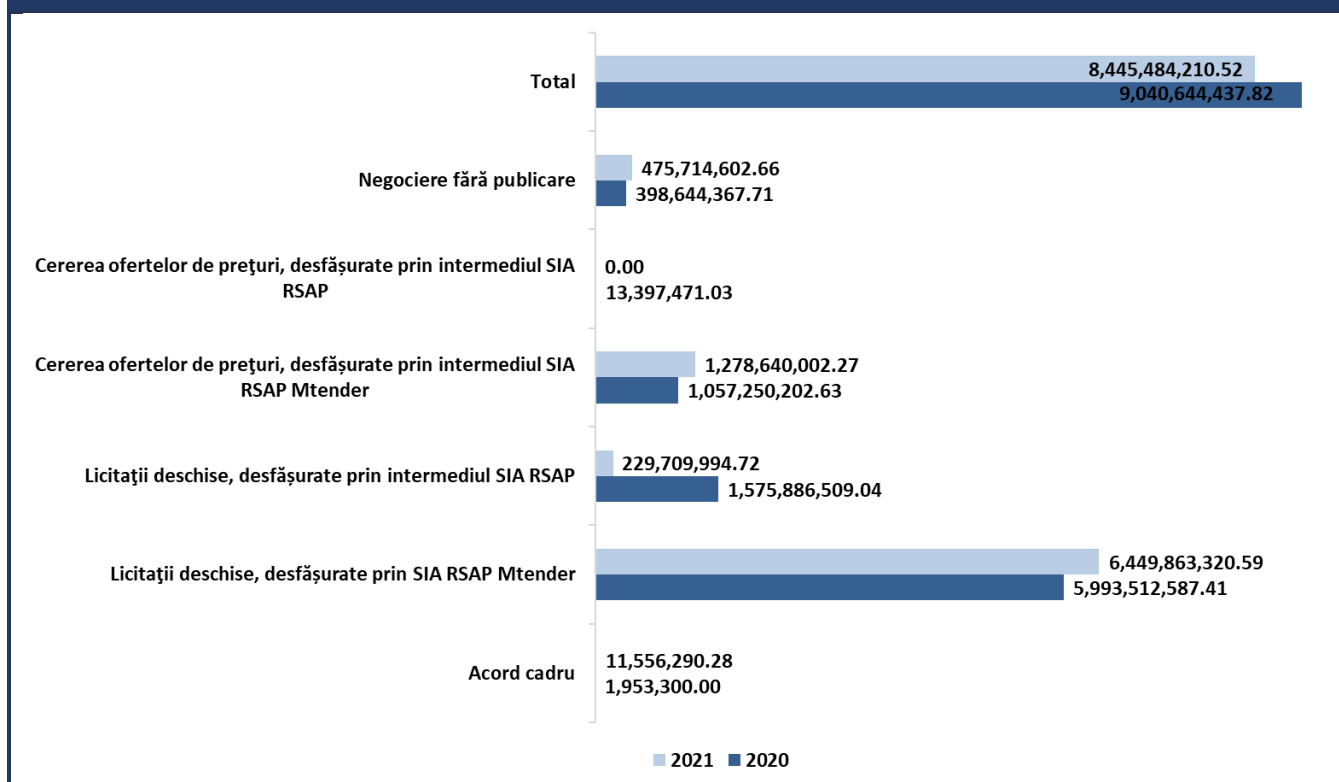 8,445,484,210.52
Total
9,040,644,437.82
475,714,602.66
Negociere fără publicare
398,644,367.71
Cererea ofertelor de preţuri, desfășurate prin intermediul SIA
RSAP
0.00
13,397,471.03
Cererea ofertelor de preţuri, desfășurate prin intermediul SIA
RSAP Mtender
1,278,640,002.27
1,057,250,202.63
229,709,994.72
Licitaţii deschise, desfășurate prin intermediul SIA RSAP
1,575,886,509.04
6,449,863,320.59
Licitaţii deschise, desfășurate prin SIA RSAP Mtender
5,993,512,587.41
11,556,290.28
Acord cadru
1,953,300.00
2021 2020